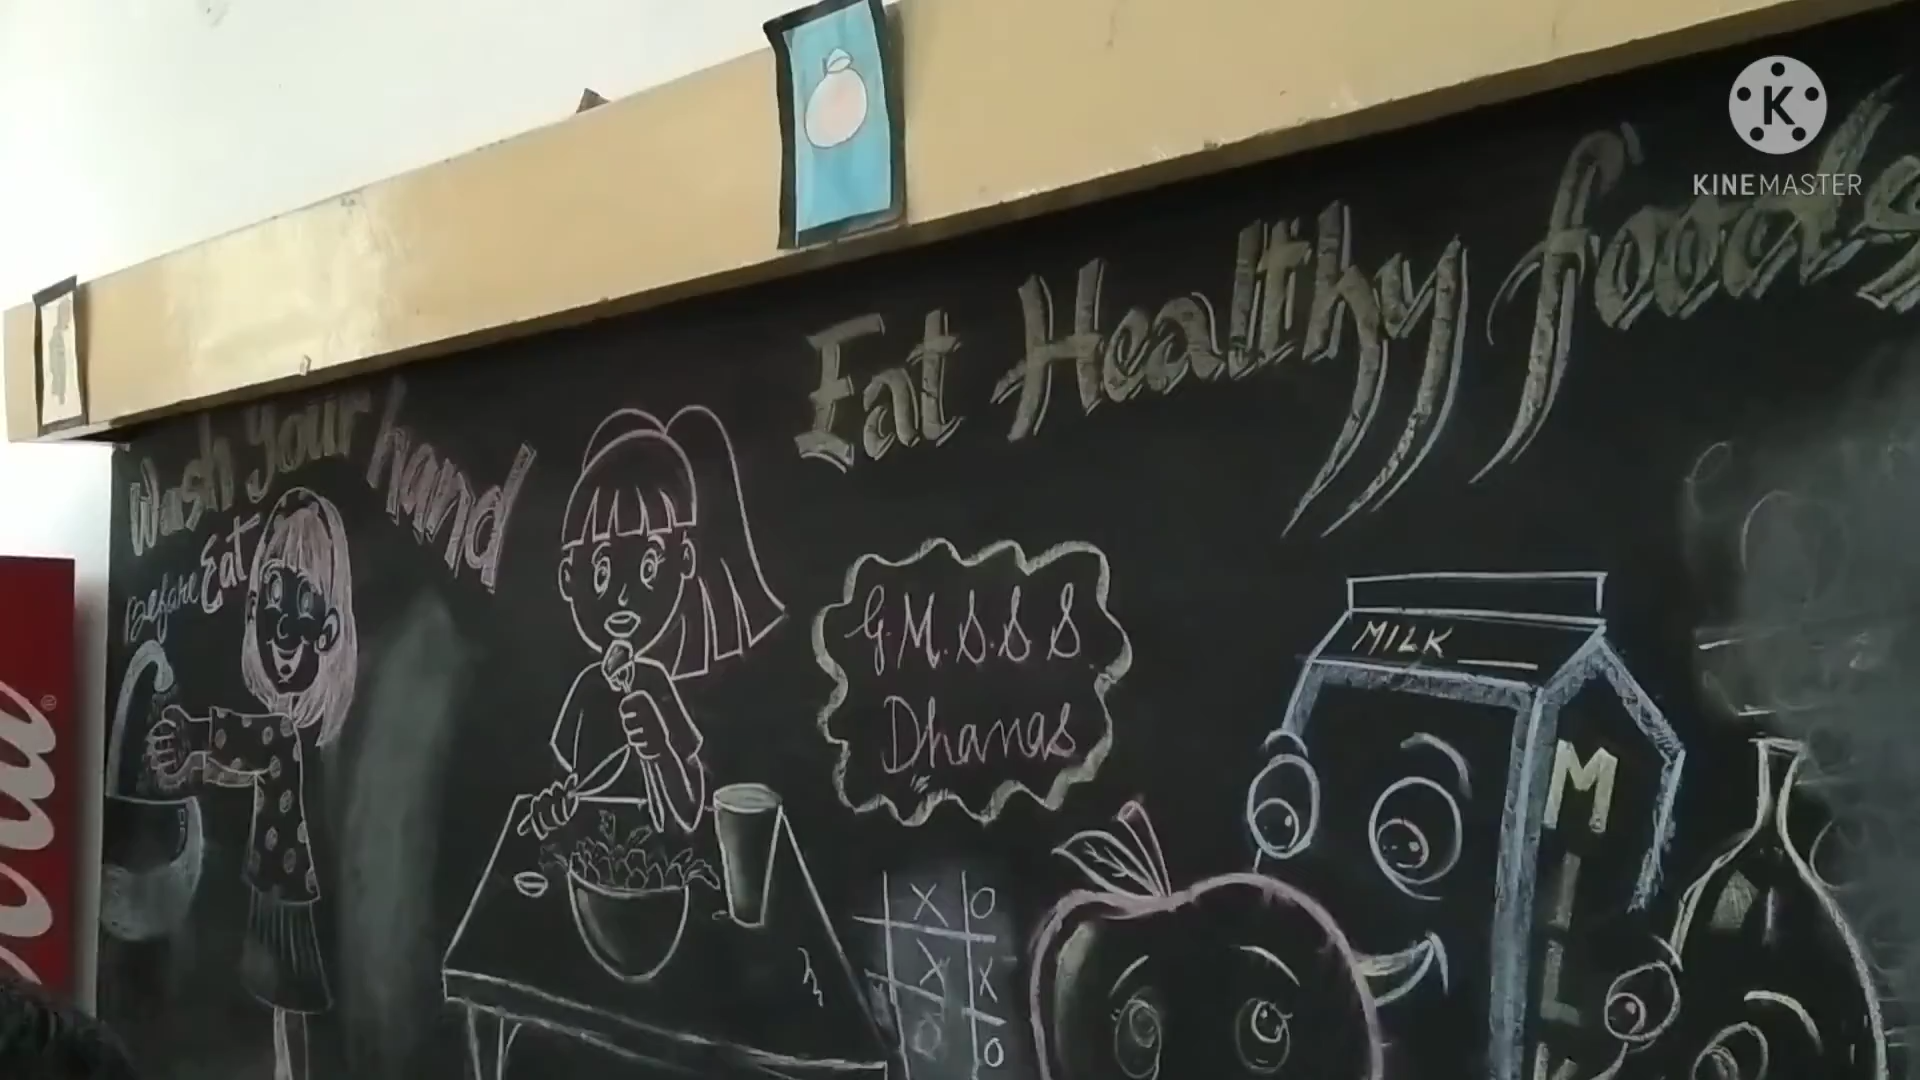 KINEMASTER
Eat Healthy foods
Wash your hand
Before Eat
G.M.S.S.S
Dhanas
MILK
MILK
X O
X X
O O